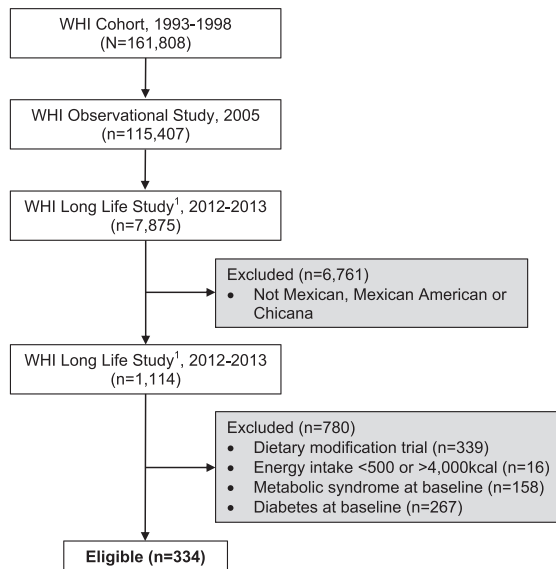 WHI Cohort, 1993-1998
(N=161,808)
WHI Observational Study, 2005
(n=115,407)
WHI Long Life Study¹, 2012-2013
(n=7,875)
Excluded (n=6,761)
• Not Mexican, Mexican American or
Chicana
WHI Long Life Study¹, 2012-2013
(n=1,114)
Excluded (n=780)
• Dietary modification trial (n=339)
• Energy intake <500 or >4,000kcal (n=16)
• Metabolic syndrome at baseline (n=158)
• Diabetes at baseline (n=267)
Eligible (n=334)